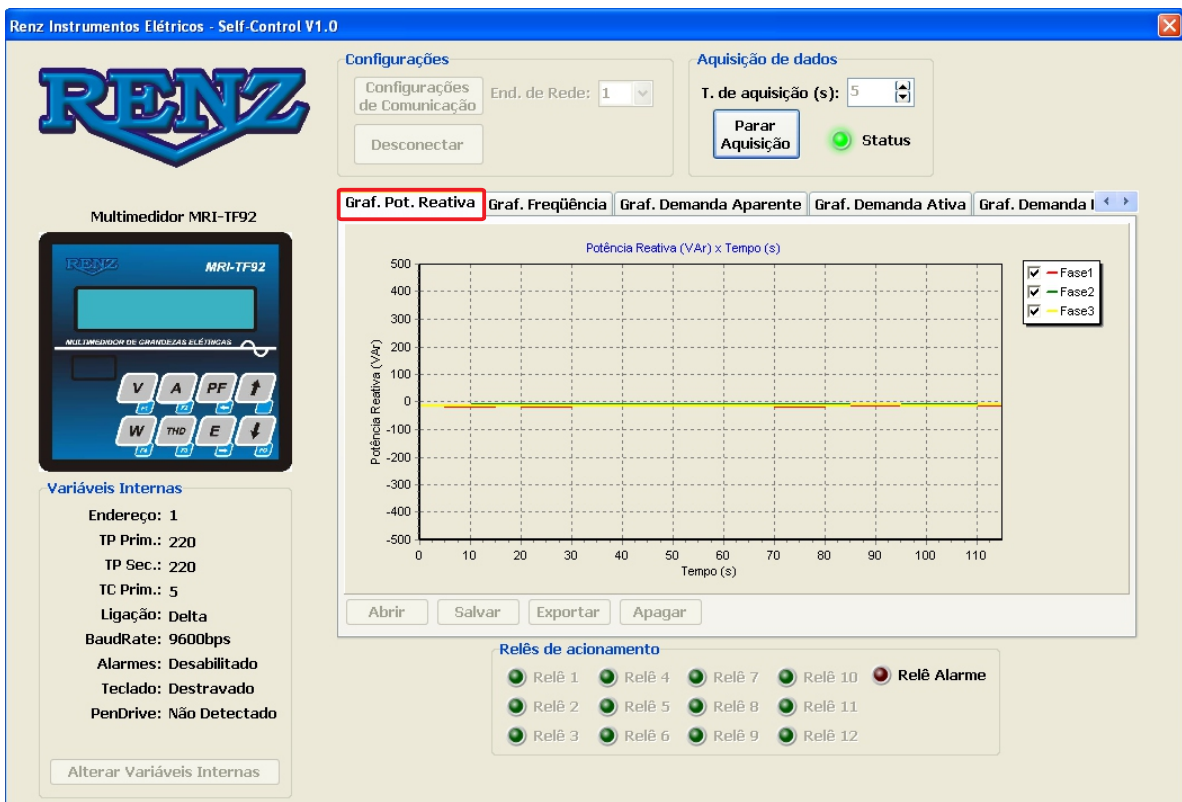 Renz Instrumentos Elétricos - Self-Control V1.0
RENZ
Configurações
Configurações
de Comunicação
End. de Rede: 1
Desconectar
Aquisição de dados
T. de aquisição (s): 5
Parar
Aquisição
Status
Multimedidor MRI-TF92
RENZ MRI-TF92
MULTIMEDIDOR DE GRANDEZAS ELÉTRICAS
V A PF
F1 F2
W THD E
F4 F3
Variáveis Internas
Endereço: 1
TP Prim.: 220
TP Sec.: 220
TC Prim.: 5
Ligação: Delta
BaudRate: 9600bps
Alarmes: Desabilitado
Teclado: Destravado
PenDrive: Não Detectado
Alterar Variáveis Internas
Graf. Pot. Reativa Graf. Freqüência Graf. Demanda Aparente Graf. Demanda Ativa Graf. Demanda
Potência Reativa (VAr) x Tempo (s)
Potência Reativa (VAr)
500
400
300
200
100
0
-100
-200
-300
-400
-500
0 10 20 30 40 50 60 70 80 90 100 110
Tempo (s)
Fase1
Fase2
Fase3
Abrir Salvar Exportar Apagar
Relês de acionamento
Relê 1 Relê 4 Relê 7 Relê 10 Relê Alarme
Relê 2 Relê 5 Relê 8 Relê 11
Relê 3 Relê 6 Relê 9 Relê 12